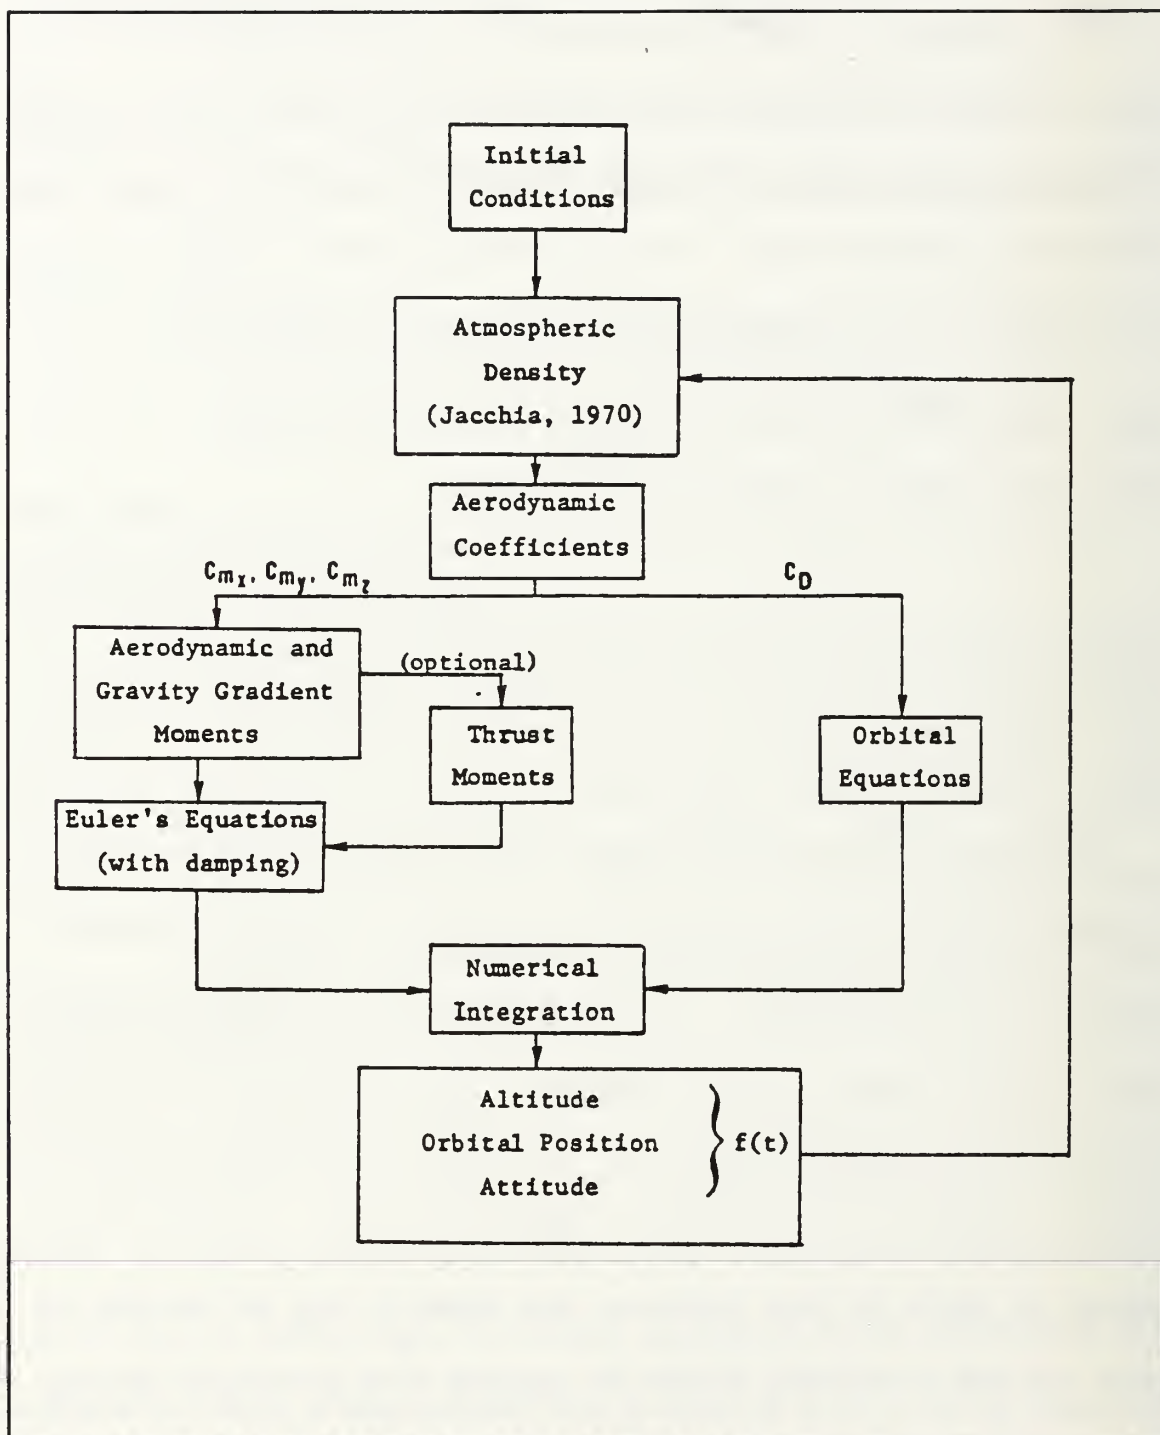 Initial
Conditions
Atmospheric
Density
(Jacchia, 1970)
Aerodynamic
Coefficients
Cmx, Cmy, Cmz
CD
Aerodynamic and
Gravity Gradient
Moments
(optional)
Thrust
Moments
Orbital
Equations
Euler's Equations
(with damping)
Numerical
Integration
Altitude
Orbital Position
Attitude
f(t)